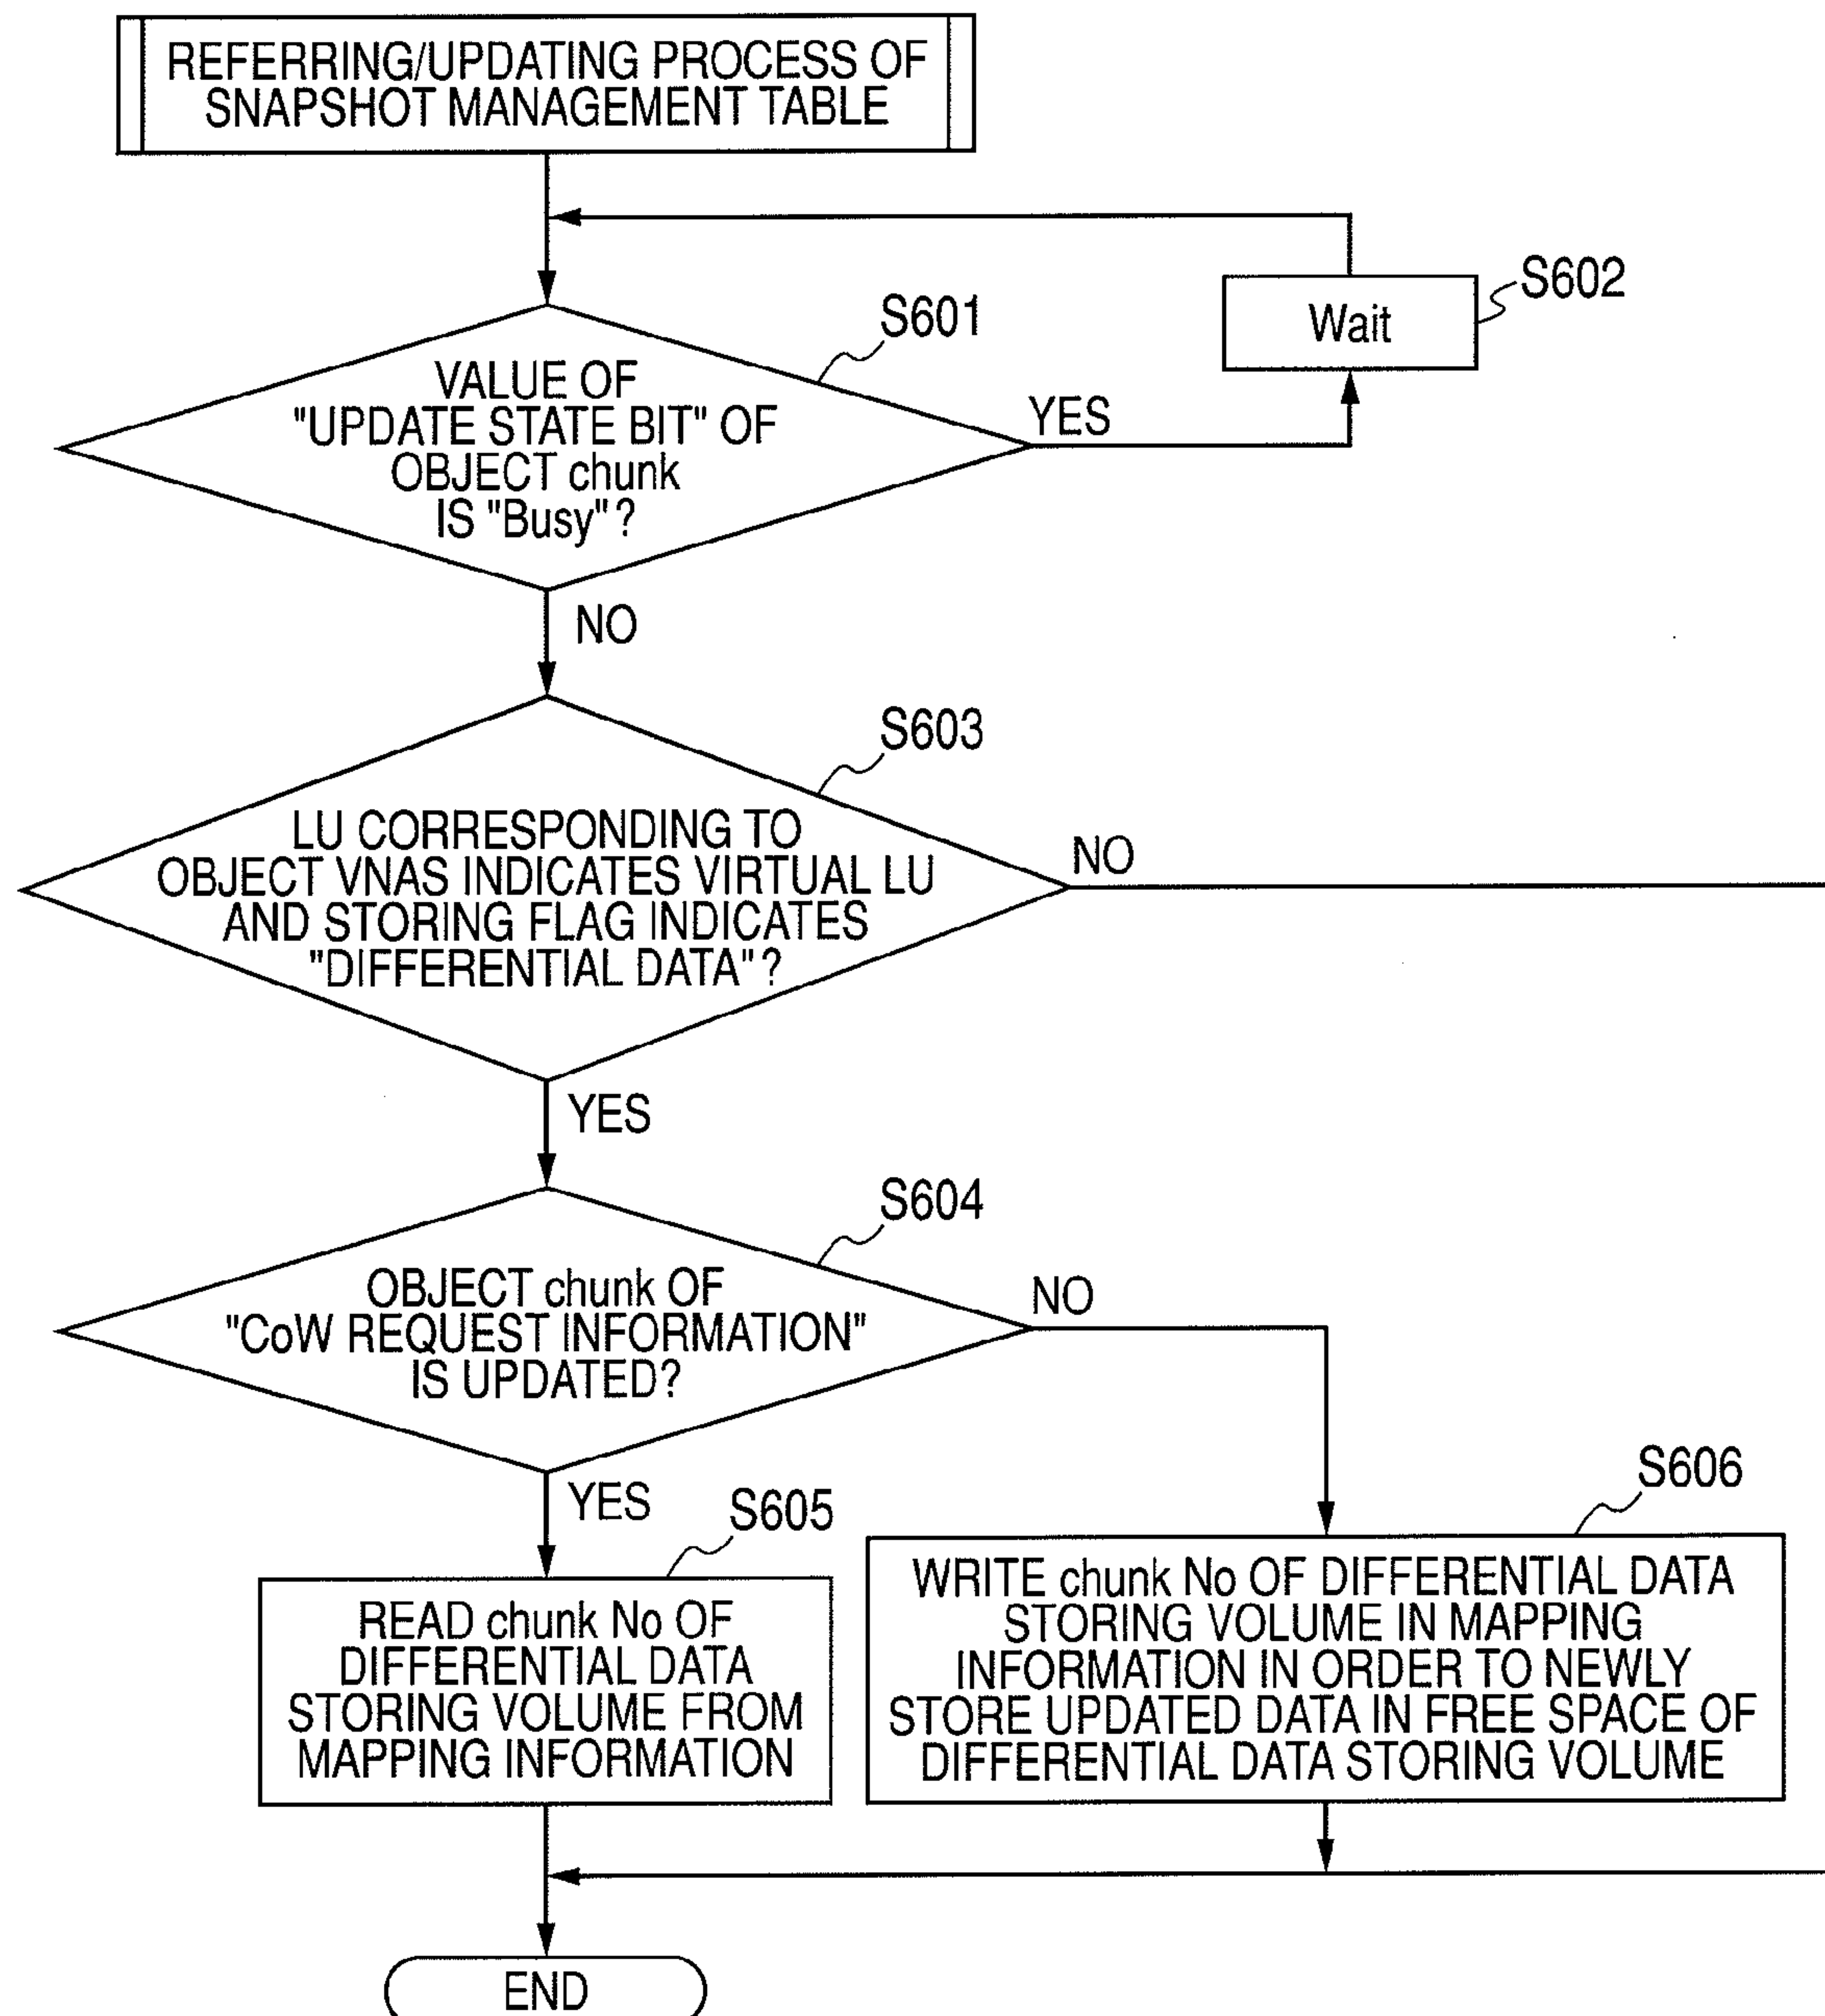 REFERRING/UPDATING PROCESS OF
SNAPSHOT MANAGEMENT TABLE
S602
Wait
S601
VALUE OF
"UPDATE STATE BIT" OF
OBJECT chunk
IS "Busy"?
YES
NO
S603
LU CORRESPONDING TO
OBJECT VNAS INDICATES VIRTUAL LU
AND STORING FLAG INDICATES
"DIFFERENTIAL DATA"?
NO
YES
S604
OBJECT chunk OF
"CoW REQUEST INFORMATION"
IS UPDATED?
NO
YES
S605
READ chunk No OF
DIFFERENTIAL DATA
STORING VOLUME FROM
MAPPING INFORMATION
S606
WRITE chunk No OF DIFFERENTIAL DATA
STORING VOLUME IN MAPPING
INFORMATION IN ORDER TO NEWLY
STORE UPDATED DATA IN FREE SPACE OF
DIFFERENTIAL DATA STORING VOLUME
END